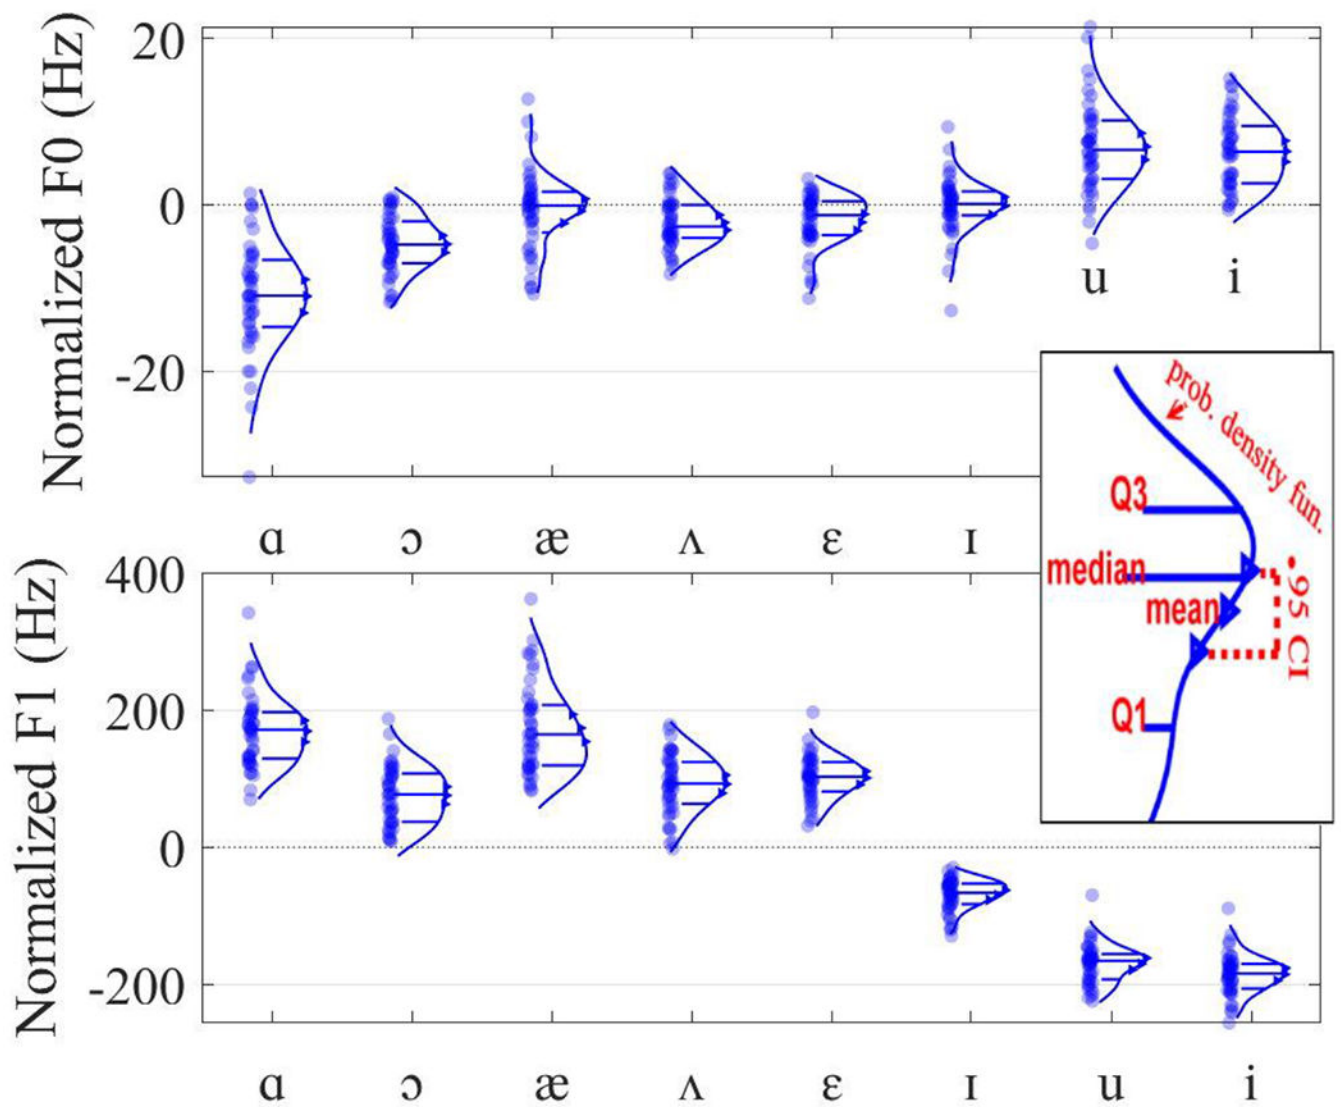 Normalized F0 (Hz)
20
0
-20
u i
ɑ ɔ æ ʌ ɛ ɪ
prob. density fun.
Q3
median
mean
.95 CI
Q1
Normalized F1 (Hz)
400
200
0
-200
ɑ ɔ æ ʌ ɛ ɪ u i